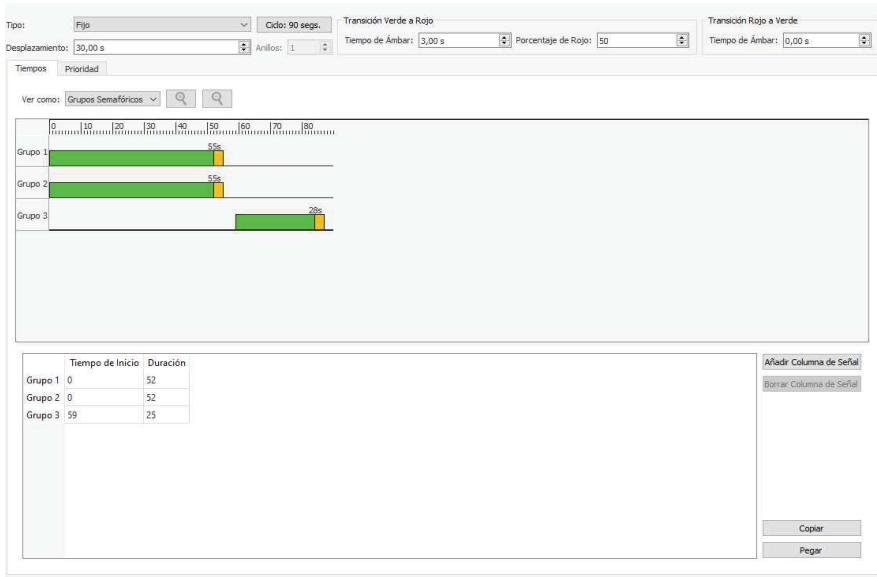 Tipo: Fijo Ciclo: 90 segs. Transición Verde a Rojo Transición Rojo a Verde
Desplazamiento: 30,00 s Anillos: 1 Tiempo de Ámbar: 3,00 s Porcentaje de Rojo: 50 Tiempo de Ámbar: 0,00 s
Tiempos Prioridad
Ver como: Grupos Semafóricos
0 10 20 30 40 50 60 70 80
55s
Grupo 1
55s
Grupo 2
28s
Grupo 3
Tiempo de Inicio Duración
Grupo 1 0 52
Grupo 2 0 52
Grupo 3 59 25
Añadir Columna de Señal
Borrar Columna de Señal
Copiar
Pegar